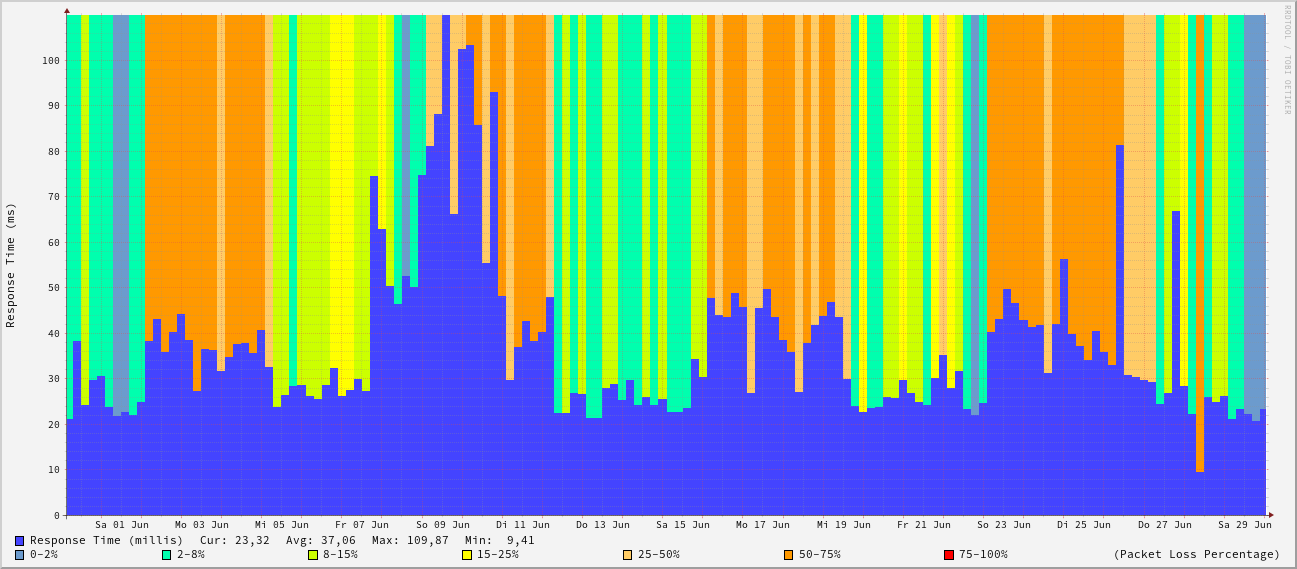 RRDTOOL / TOBI OETIKER
Response Time (ms)
100
90
80
70
60
50
40
30
20
10
0
Sa 01 Jun Mo 03 Jun Mi 05 Jun Fr 07 Jun So 09 Jun Di 11 Jun Do 13 Jun Sa 15 Jun Mo 17 Jun Mi 19 Jun Fr 21 Jun So 23 Jun Di 25 Jun Do 27 Jun Sa 29 Jun
Response Time (millis) Cur: 23,32 Avg: 37,06 Max: 109,87 Min: 9,41
0-2% 2-8% 8-15% 15-25% 25-50% 50-75% 75-100% (Packet Loss Percentage)